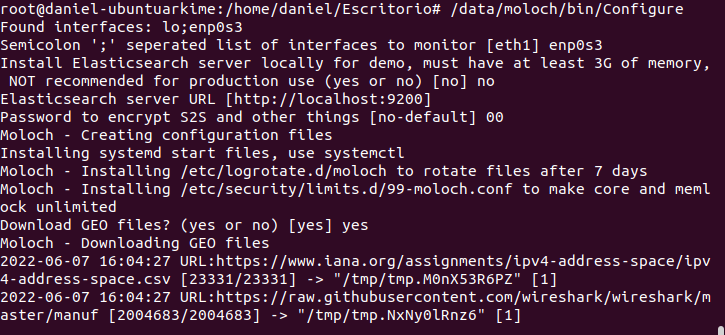 root@daniel-ubuntuarkime:/home/daniel/Escritorio# /data/moloch/bin/Configure
Found interfaces: lo;enp0s3
Semicolon ';' seperated list of interfaces to monitor [eth1] enp0s3
Install Elasticsearch server locally for demo, must have at least 3G of memory,
 NOT recommended for production use (yes or no) [no] no
Elasticsearch server URL [http://localhost:9200]
Password to encrypt S2S and other things [no-default] 00
Moloch - Creating configuration files
Installing systemd start files, use systemctl
Moloch - Installing /etc/logrotate.d/moloch to rotate files after 7 days
Moloch - Installing /etc/security/limits.d/99-moloch.conf to make core and meml
ock unlimited
Download GEO files? (yes or no) [yes] yes
Moloch - Downloading GEO files
2022-06-07 16:04:27 URL:https://www.iana.org/assignments/ipv4-address-space/ipv
4-address-space.csv [23331/23331] -> "/tmp/tmp.M0nX53R6PZ" [1]
2022-06-07 16:04:27 URL:https://raw.githubusercontent.com/wireshark/wireshark/m
aster/manuf [2004683/2004683] -> "/tmp/tmp.NxNy0lRnz6" [1]